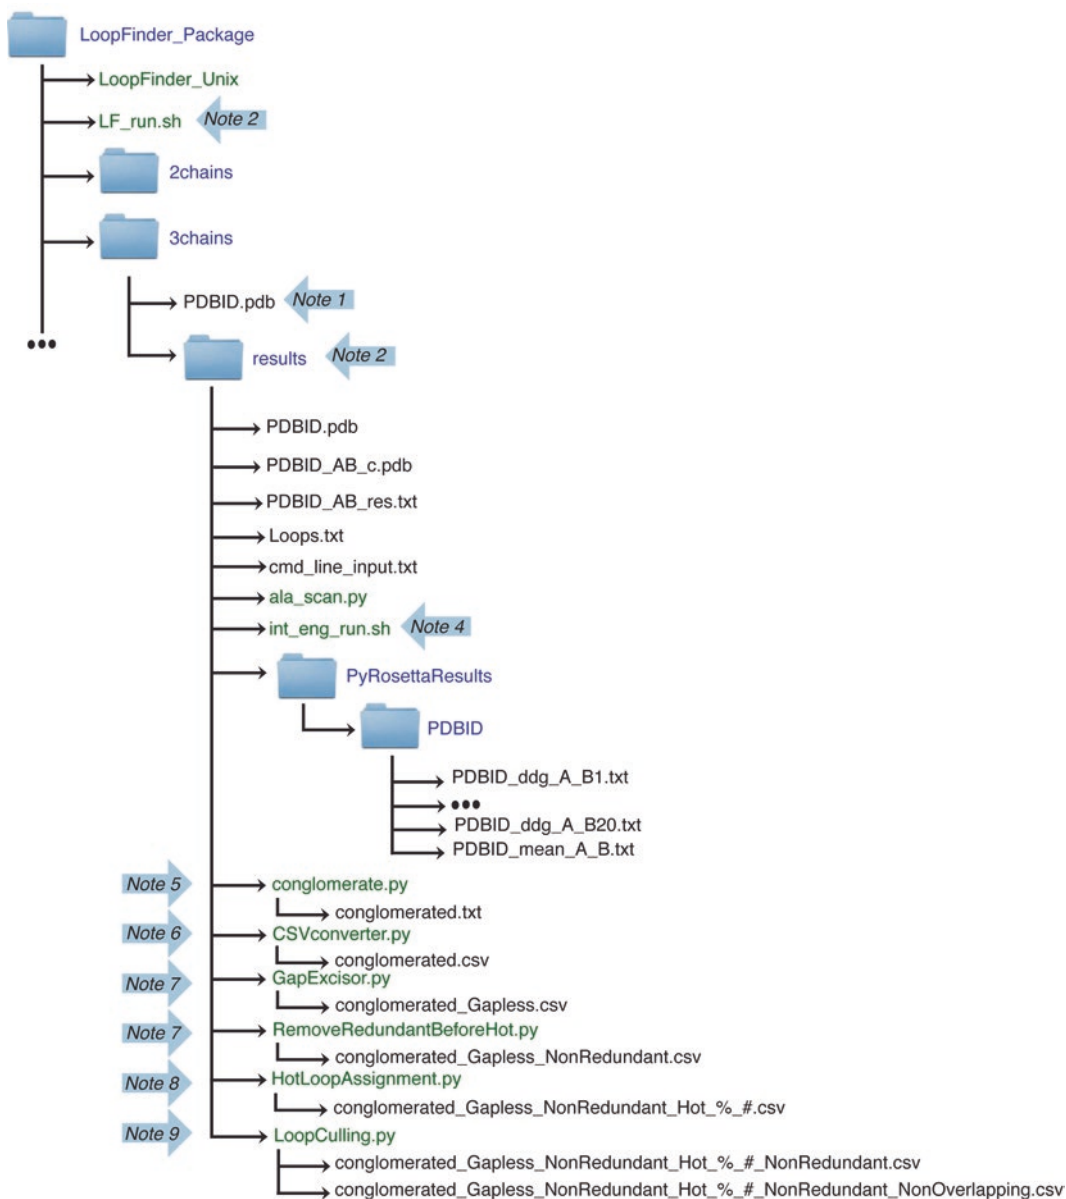 LoopFinder_Package
LoopFinder_Unix
LF_run.sh Note 2
2chains
3chains
PDBID.pdb Note 1
•••
results Note 2
PDBID.pdb
PDBID_AB_c.pdb
PDBID_AB_res.txt
Loops.txt
cmd_line_input.txt
ala_scan.py
int_eng_run.sh Note 4
PyRosettaResults
PDBID
PDBID_ddg_A_B1.txt
•••
PDBID_ddg_A_B20.txt
PDBID_mean_A_B.txt
Note 5 conglomerate.py
conglomerated.txt
Note 6 CSVconverter.py
conglomerated.csv
Note 7 GapExcisor.py
conglomerated_Gapless.csv
Note 7 RemoveRedundantBeforeHot.py
conglomerated_Gapless_NonRedundant.csv
Note 8 HotLoopAssignment.py
conglomerated_Gapless_NonRedundant_Hot_%_#.csv
Note 9 LoopCulling.py
conglomerated_Gapless_NonRedundant_Hot_%_#_NonRedundant.csv
conglomerated_Gapless_NonRedundant_Hot_%_#_NonRedundant_NonOverlapping.csv